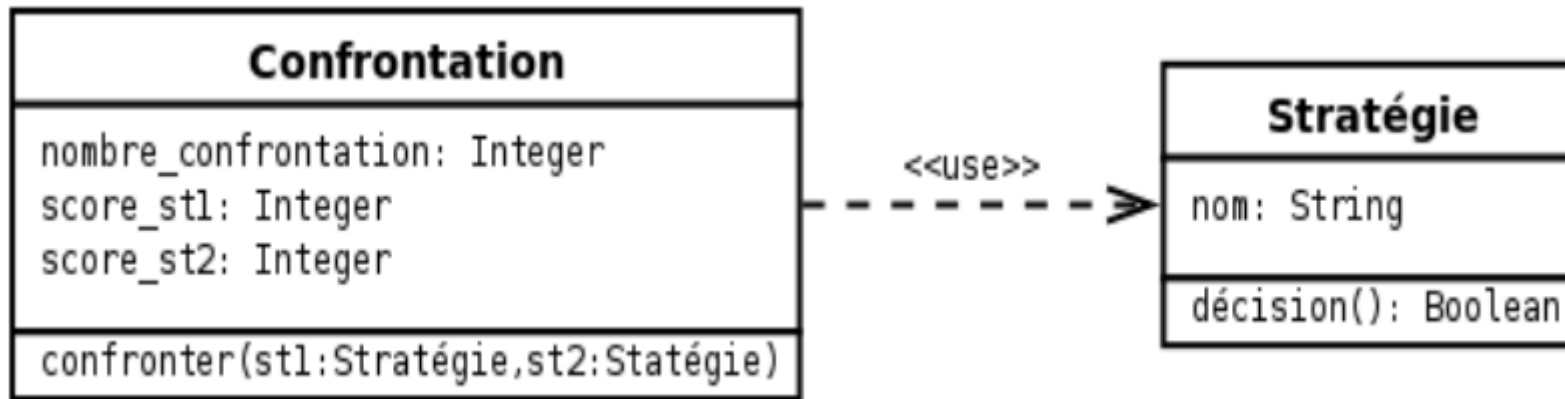 Confrontation
nombre_confrontation: Integer
score_st1: Integer
score_st2: Integer
confronter(st1:Stratégie,st2:Statégie)
<<use>>
Stratégie
nom: String
décision(): Boolean